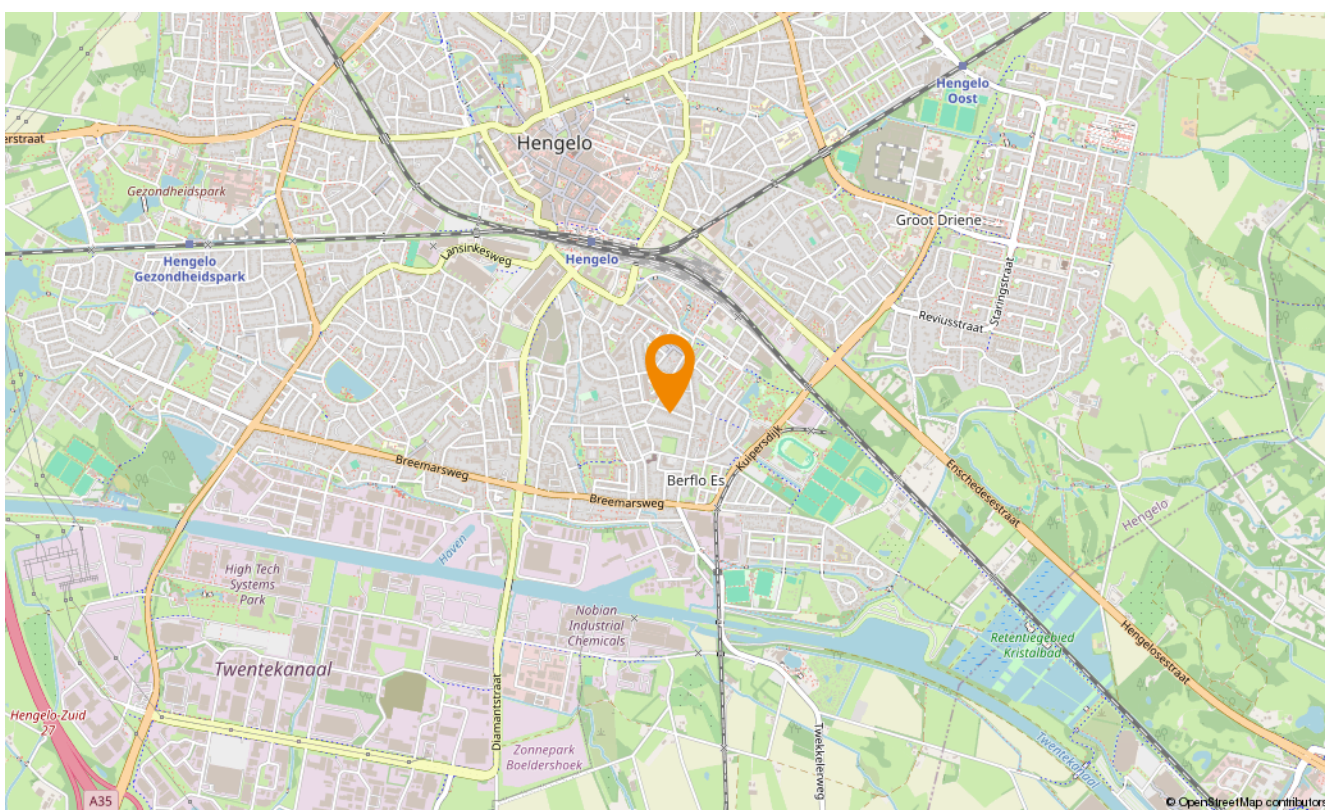 Hengelo
Hengelo
Oost
erstraat
Gezondheidspark
Groot Driene
Lansinkesweg
Hengelo
Hengelo
Gezondheidspark
Staringstraat
Reviusstraat
Breemarsweg
Kuipersdijk
Berflo Es
Breemarsweg
Enschedesestraat
Hengelo
Haven
High Tech
Systems
Park
Nobian
Industrial
Chemicals
Retentiegebied
Kristalbad
Hengelosestraat
Twentekanaal
Diamantstraat
Hengelo-Zuid
27
Twekkelerweg
Twentekanaal
Zonnepark
Boeldershoek
A35
© OpenStreetMap contributors